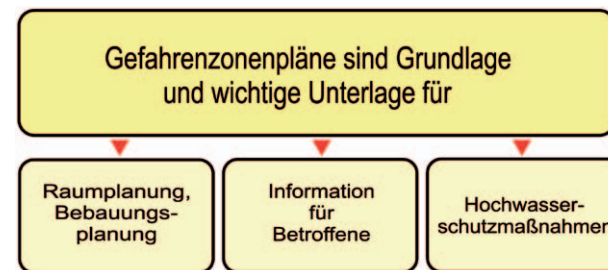 Gefahrenzonenpläne sind Grundlage
und wichtige Unterlage für
Raumplanung,
Bebauungs-
planung
Information
für
Betroffene
Hochwasser-
schutzmaßnahmen